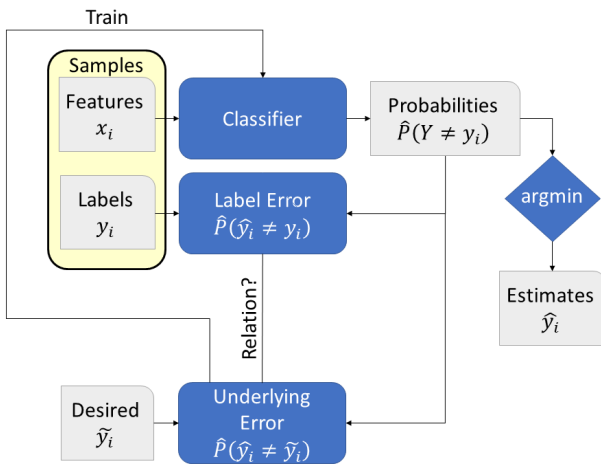 Train
Samples
Features
x_i
Classifier
Probabilities
P̂(Y ≠ y_i)
Labels
y_i
Label Error
P̂(ŷ_i ≠ y_i)
argmin
Relation?
Estimates
ŷ_i
Desired
ỹ_i
Underlying
Error
P̂(ŷ_i ≠ ỹ_i)